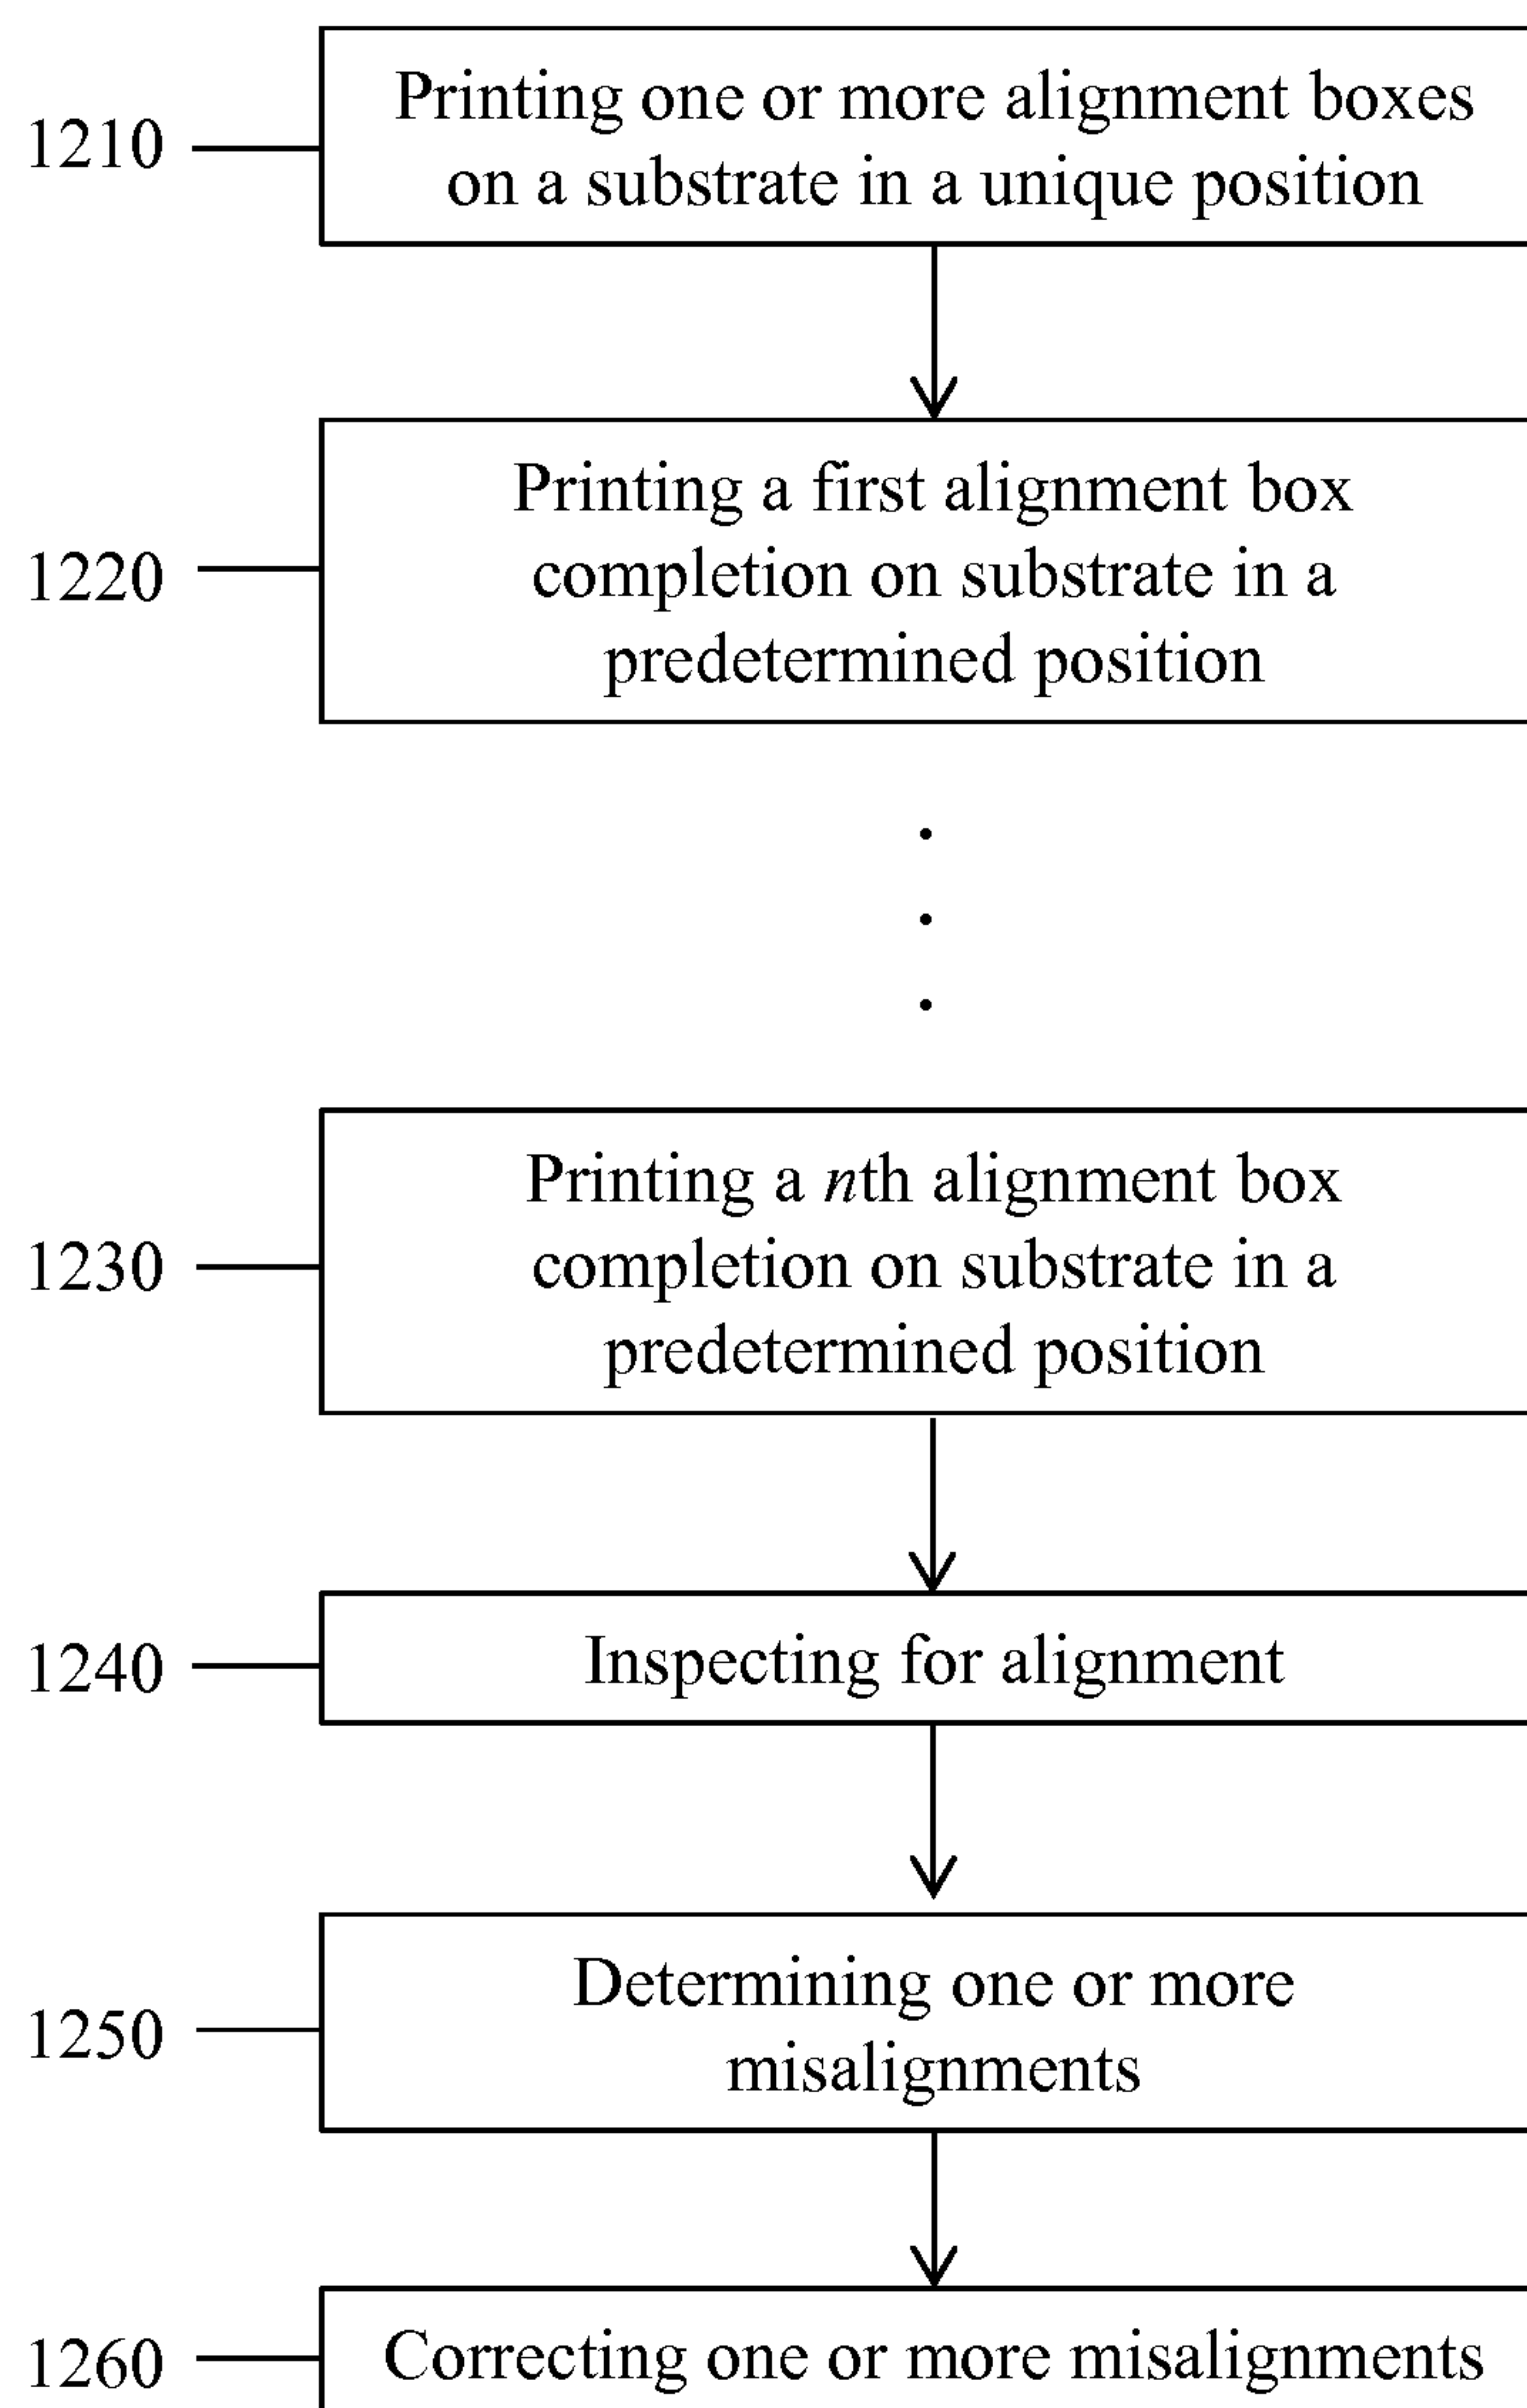 Printing one or more alignment boxes
1210
on a substrate in a unique position
Printing a first alignment box
1220
completion on substrate in a
predetermined position
Printing a nth alignment box
1230
completion on substrate in a
predetermined position
1240
Inspecting for alignment
Determining one or more
1250
misalignments
1260
Correcting one or more misalignments